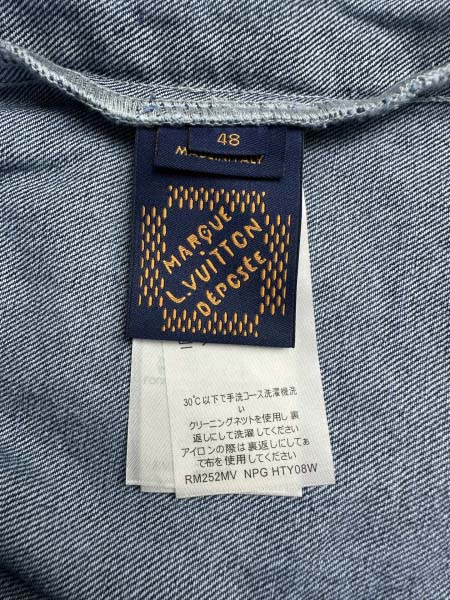 48
MADE IN ITALY
MARQUE
L.VUITTON
DÉPOSÉE
30℃以下で手洗コース洗濯機洗
い
クリーニングネットを使用し 裏
返しにして洗濯してください
アイロンの際は裏返しにしてあ
て布を使用してください
RM252MV NPG HTY08W